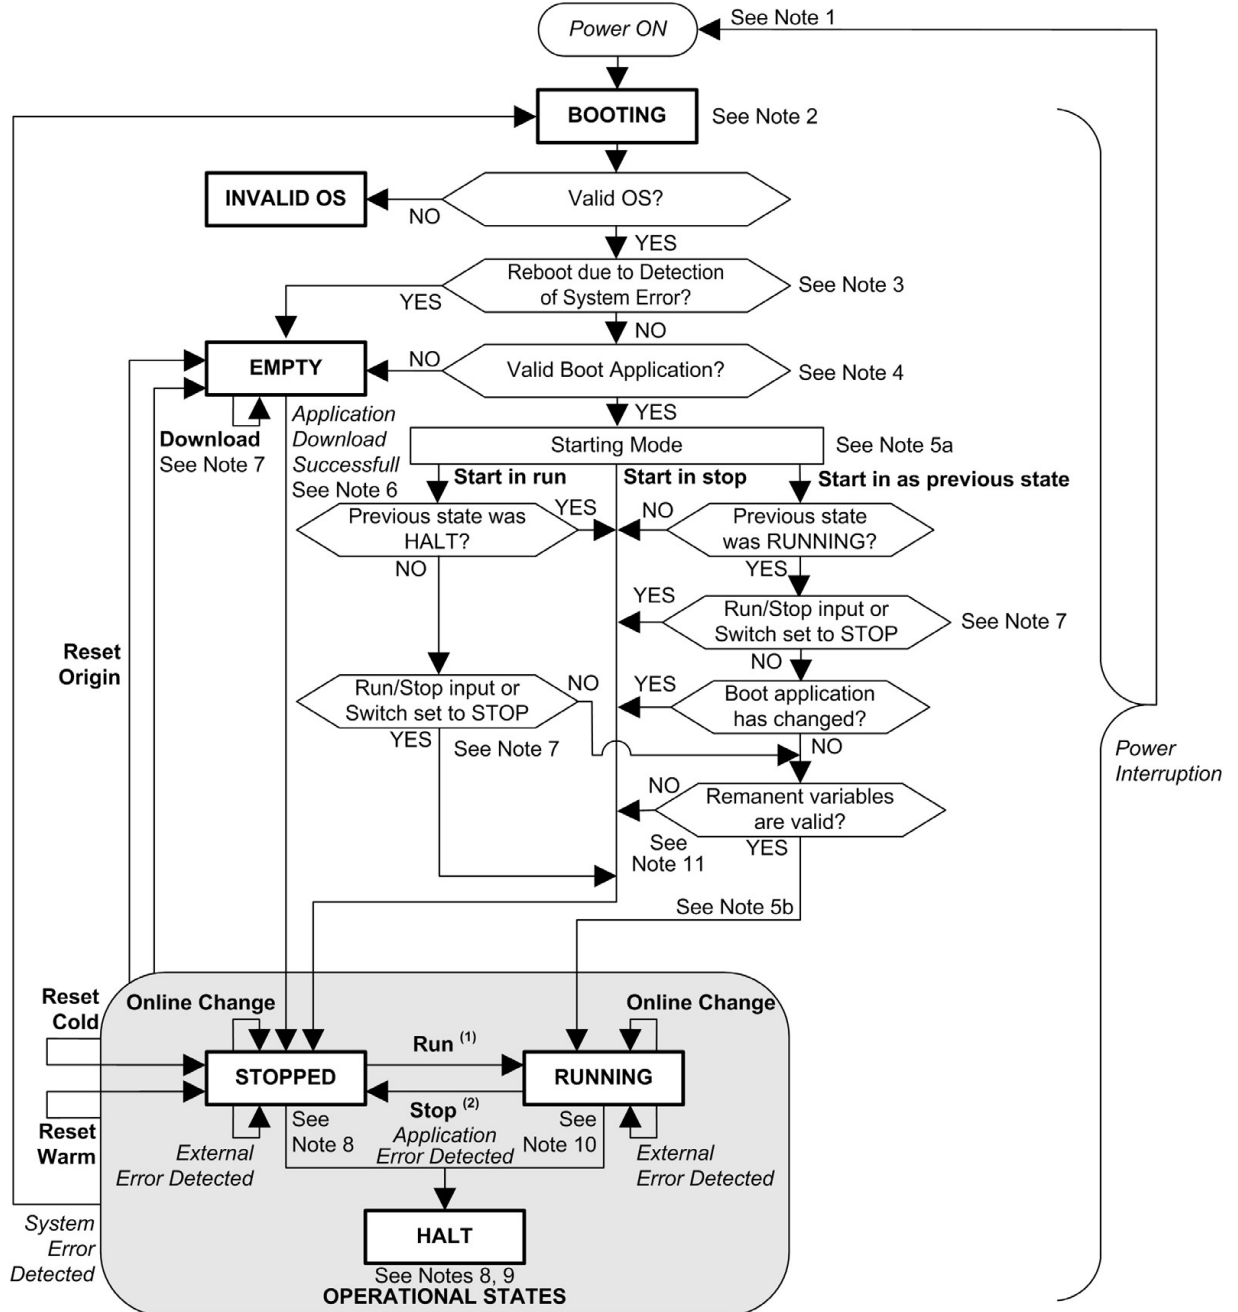 Power ON
See Note 1
BOOTING
See Note 2
INVALID OS
Valid OS?
NO
YES
Reboot due to Detection
of System Error?
See Note 3
YES
NO
EMPTY
NO
Valid Boot Application?
See Note 4
YES
Download
See Note 7
Application
Download
Successfull
See Note 6
Starting Mode
See Note 5a
Start in run
Start in stop
Start in as previous state
Previous state was
HALT?
YES
NO
NO
Previous state
was RUNNING?
YES
YES
Run/Stop input or
Switch set to STOP
See Note 7
NO
Reset
Origin
Run/Stop input or
Switch set to STOP
NO
YES
See Note 7
YES
Boot application
has changed?
NO
Power
Interruption
NO
Remanent variables
are valid?
See
Note 11
YES
See Note 5b
Reset
Cold
Online Change
Online Change
Run (1)
STOPPED
RUNNING
Stop (2)
Reset
Warm
See
Note 8
Application
Error Detected
See
Note 10
External
Error Detected
External
Error Detected
System
Error
Detected
HALT
See Notes 8, 9
OPERATIONAL STATES